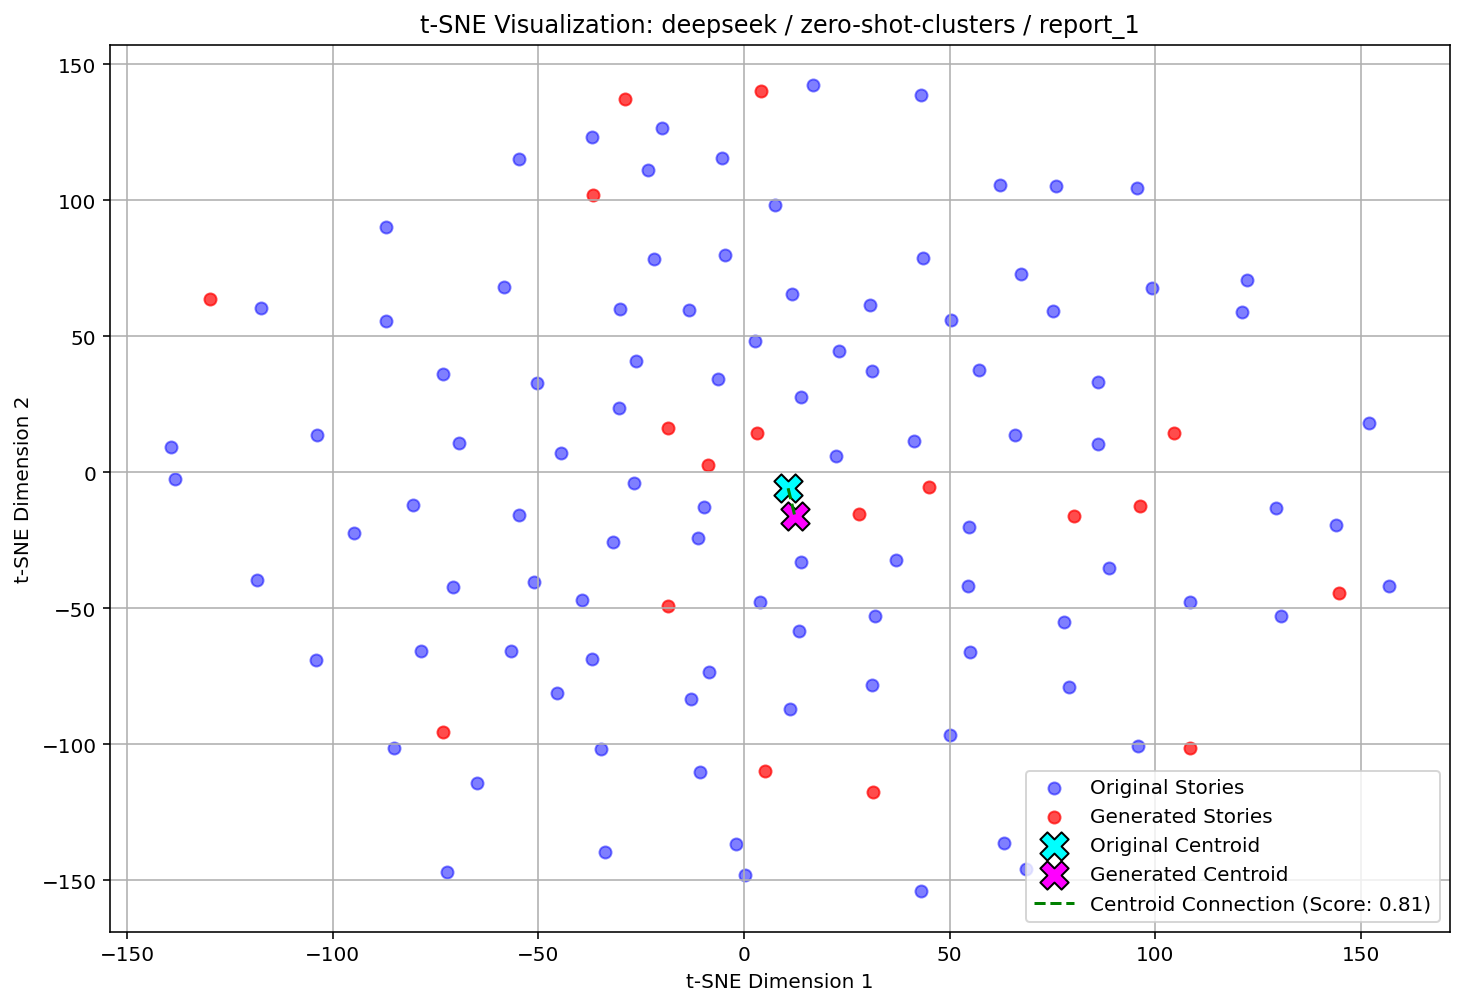 t-SNE Visualization: deepseek / zero-shot-clusters / report_1
150
100
50
0
−50
−100
−150
t-SNE Dimension 2
Original Stories
Generated Stories
Original Centroid
Generated Centroid
Centroid Connection (Score: 0.81)
−150
−100
−50
0
50
100
150
t-SNE Dimension 1